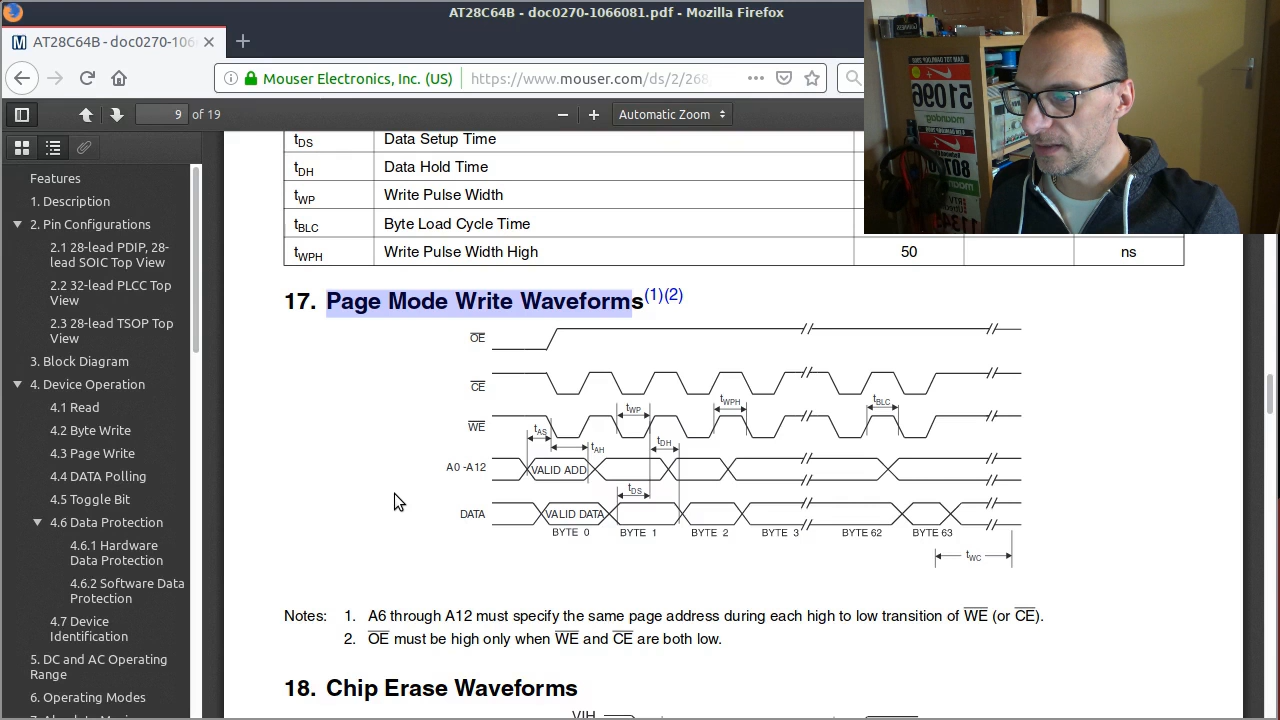 AT28C64B - doc0270-1066081.pdf - Mozilla Firefox
AT28C64B - doc0270-106
Mouser Electronics, Inc. (US) https://www.mouser.com/ds/2/268
9 of 19 Automatic Zoom
Features
1. Description
2. Pin Configurations
2.1 28-lead PDIP, 28-
lead SOIC Top View
2.2 32-lead PLCC Top
View
2.3 28-lead TSOP Top
View
3. Block Diagram
4. Device Operation
4.1 Read
4.2 Byte Write
4.3 Page Write
4.4 DATA Polling
4.5 Toggle Bit
4.6 Data Protection
4.6.1 Hardware
Data Protection
4.6.2 Software Data
Protection
4.7 Device
Identification
5. DC and AC Operating
Range
6. Operating Modes
tDS Data Setup Time
tDH Data Hold Time
tWP Write Pulse Width
tBLC Byte Load Cycle Time
tWPH Write Pulse Width High 50 ns
17. Page Mode Write Waveforms(1)(2)
OE
CE
tWP tWPH tBLC
WE
tAS tAH tDH
A0 -A12 VALID ADD
tDS
DATA VALID DATA
BYTE 0 BYTE 1 BYTE 2 BYTE 3 BYTE 62 BYTE 63
tWC
Notes: 1. A6 through A12 must specify the same page address during each high to low transition of WE (or CE).
2. OE must be high only when WE and CE are both low.
18. Chip Erase Waveforms
VIH
51096